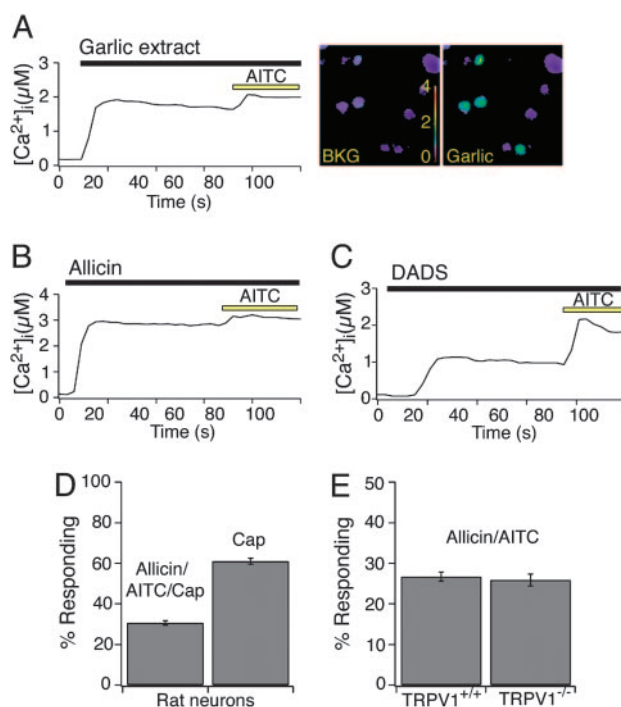 A
Garlic extract
AITC
[Ca²⁺]ᵢ(µM)
3
2
1
0
0 20 40 60 80 100
Time (s)
BKG
4
2
0
Garlic
B
Allicin
AITC
[Ca²⁺]ᵢ(µM)
4
3
2
1
0
0 20 40 60 80 100
Time (s)
C
DADS
AITC
[Ca²⁺]ᵢ(µM)
3
2
1
0
0 20 40 60 80 100
Time (s)
D
% Responding
100
80
60
40
20
0
Allicin/
AITC/Cap
Cap
Rat neurons
E
% Responding
50
40
30
20
10
0
Allicin/AITC
TRPV1⁺/⁺ TRPV1⁻/⁻